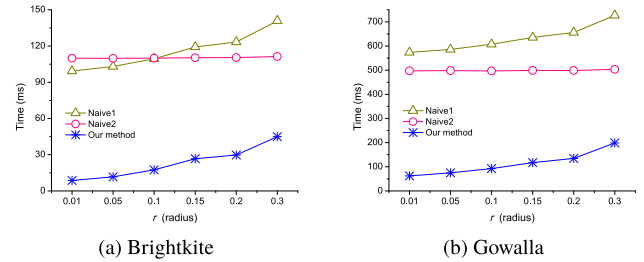 150
120
90
60
30
0
Time (ms)
Naive1
Naive2
Our method
0.01 0.05 0.1 0.15 0.2 0.3
r (radius)
(a) Brightkite
700
600
500
400
300
200
100
0
Time (ms)
Naive1
Naive2
Our method
0.01 0.05 0.1 0.15 0.2 0.3
r (radius)
(b) Gowalla